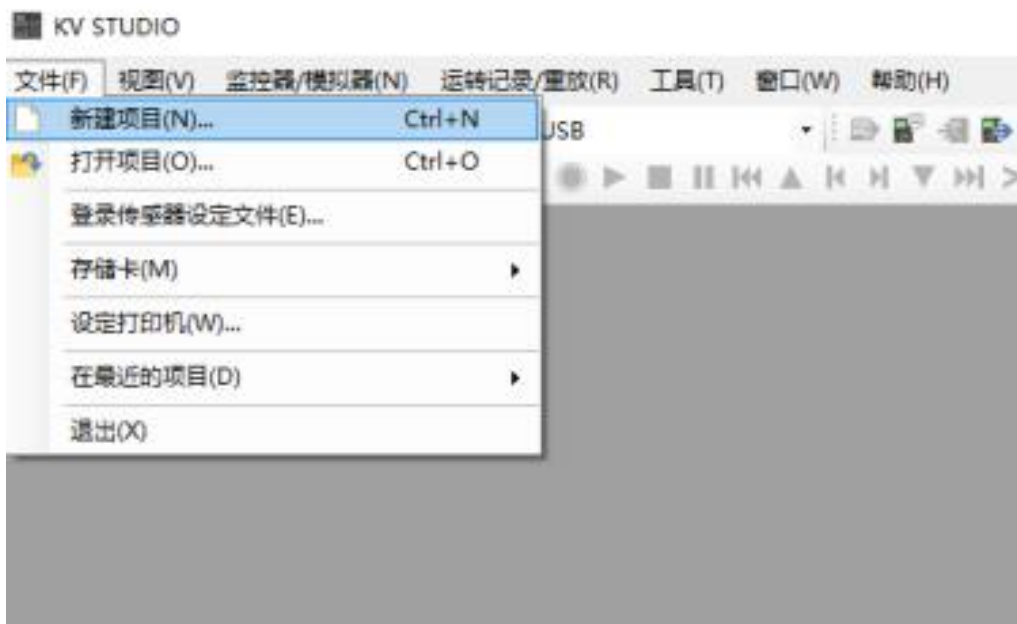 KV STUDIO
文件(F) 视图(V) 监控器/模拟器(N) 运转记录/重放(R) 工具(T) 窗口(W) 帮助(H)
新建项目(N)... Ctrl+N
USB
打开项目(O)... Ctrl+O
登录传感器设定文件(E)...
存储卡(M)
设定打印机(W)...
在最近的项目(D)
退出(X)